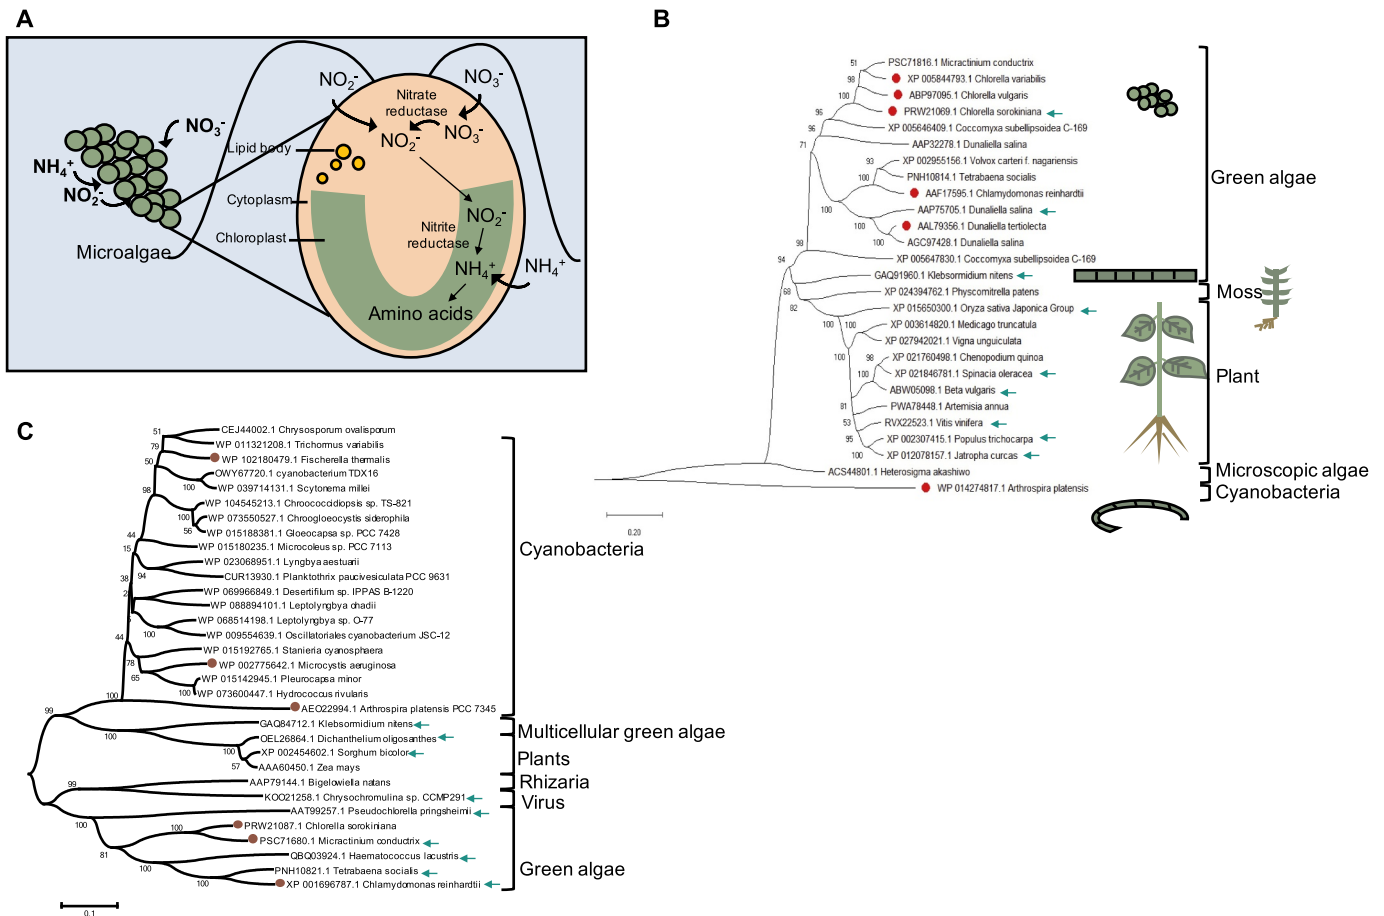 A
NO₂⁻
NO₃⁻
Nitrate
reductase
NO₂⁻
NO₃⁻
NO₃⁻
Lipid body
NH₄⁺
NO₂⁻
Cytoplasm
NO₂⁻
Nitrite
reductase
Chloroplast
Microalgae
NH₄⁺
NH₄⁺
Amino acids
B
51
PSC71816.1 Micractinium conductrix
98
XP 005844793.1 Chlorella variabilis
100
ABP97095.1 Chlorella vulgaris
96
PRW21069.1 Chlorella sorokiniana
96
XP 005646409.1 Coccomyxa subellipsoidea C-169
71
AAP32278.1 Dunaliella salina
93
XP 002955156.1 Volvox carteri f. nagariensis
100
PNH10814.1 Tetrabaena socialis
Green algae
AAF17595.1 Chlamydomonas reinhardtii
100
AAP75705.1 Dunaliella salina
100
AAL79356.1 Dunaliella tertiolecta
100
AGC97428.1 Dunaliella salina
98
XP 005647830.1 Coccomyxa subellipsoidea C-169
94
GAQ91960.1 Klebsormidium nitens
68
XP 024394762.1 Physcomitrella patens
Moss
82
XP 015650300.1 Oryza sativa Japonica Group
100
100
XP 003614820.1 Medicago truncatula
XP 027942021.1 Vigna unguiculata
100
98
XP 021760498.1 Chenopodium quinoa
100
XP 021846781.1 Spinacia oleracea
Plant
ABW05098.1 Beta vulgaris
81
PWA78448.1 Artemisia annua
53
RVX22523.1 Vitis vinifera
95
XP 002307415.1 Populus trichocarpa
100
XP 012078157.1 Jatropha curcas
ACS44801.1 Heterosigma akashiwo
Microscopic algae
WP 014274817.1 Arthrospira platensis
Cyanobacteria
0.20
C
51
CEJ44002.1 Chrysosporum ovalisporum
79
WP 011321208.1 Trichormus variabilis
50
WP 102180479.1 Fischerella thermalis
OWY67720.1 cyanobacterium TDX16
100
WP 039714131.1 Scytonema millei
98
WP 104545213.1 Chroococcidiopsis sp. TS-821
100
WP 073550527.1 Chroogloeocystis siderophila
56
WP 015188381.1 Gloeocapsa sp. PCC 7428
44
15
WP 015180235.1 Microcoleus sp. PCC 7113
Cyanobacteria
WP 023068951.1 Lyngbya aestuarii
38
94
CUR13930.1 Planktothrix paucivesiculata PCC 9631
WP 069966849.1 Desertifilum sp. IPPAS B-1220
WP 088894101.1 Leptolyngbya ohadii
WP 068514198.1 Leptolyngbya sp. O-77
100
WP 009554639.1 Oscillatoriales cyanobacterium JSC-12
44
WP 015192765.1 Stanieria cyanosphaera
78
WP 002775642.1 Microcystis aeruginosa
65
WP 015142945.1 Pleurocapsa minor
100
WP 073600447.1 Hydrococcus rivularis
100
AEO22994.1 Arthrospira platensis PCC 7345
99
GAQ84712.1 Klebsormidium nitens
Multicellular green algae
100
OEL26864.1 Dichanthelium oligosanthes
100
XP 002454602.1 Sorghum bicolor
Plants
57
AAA60450.1 Zea mays
99
AAP79144.1 Bigelowiella natans
Rhizaria
KOO21258.1 Chrysochromulina sp. CCMP291
Virus
AAT99257.1 Pseudochlorella pringsheimii
100
100
PRW21087.1 Chlorella sorokiniana
PSC71680.1 Micractinium conductrix
81
QBQ03924.1 Haematococcus lacustris
100
PNH10821.1 Tetrabaena socialis
Green algae
100
XP 001696787.1 Chlamydomonas reinhardtii
0.1